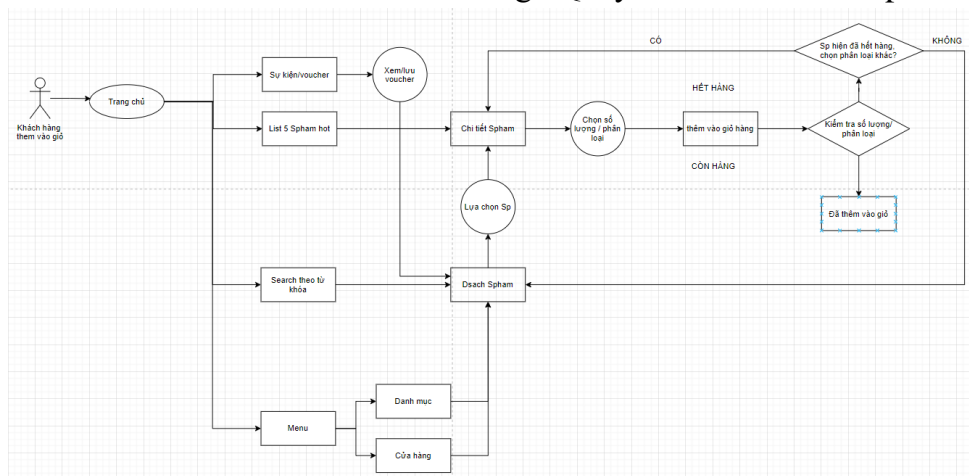 CÓ
Sp hiện đã hết hàng,
chọn phân loại khác?
KHÔNG
Sự kiện/voucher
Xem/lưu
voucher
HẾT HÀNG
Trang chủ
Khách hàng
them vào giỏ
List 5 Spham hot
Chi tiết Spham
Chọn số
lượng / phân
loại
thêm vào giỏ hàng
Kiểm tra số lượng/
phân loại
CÒN HÀNG
Lựa chọn Sp
Đã thêm vào giỏ
Search theo từ
khóa
Dsach Spham
Danh mục
Menu
Cửa hàng